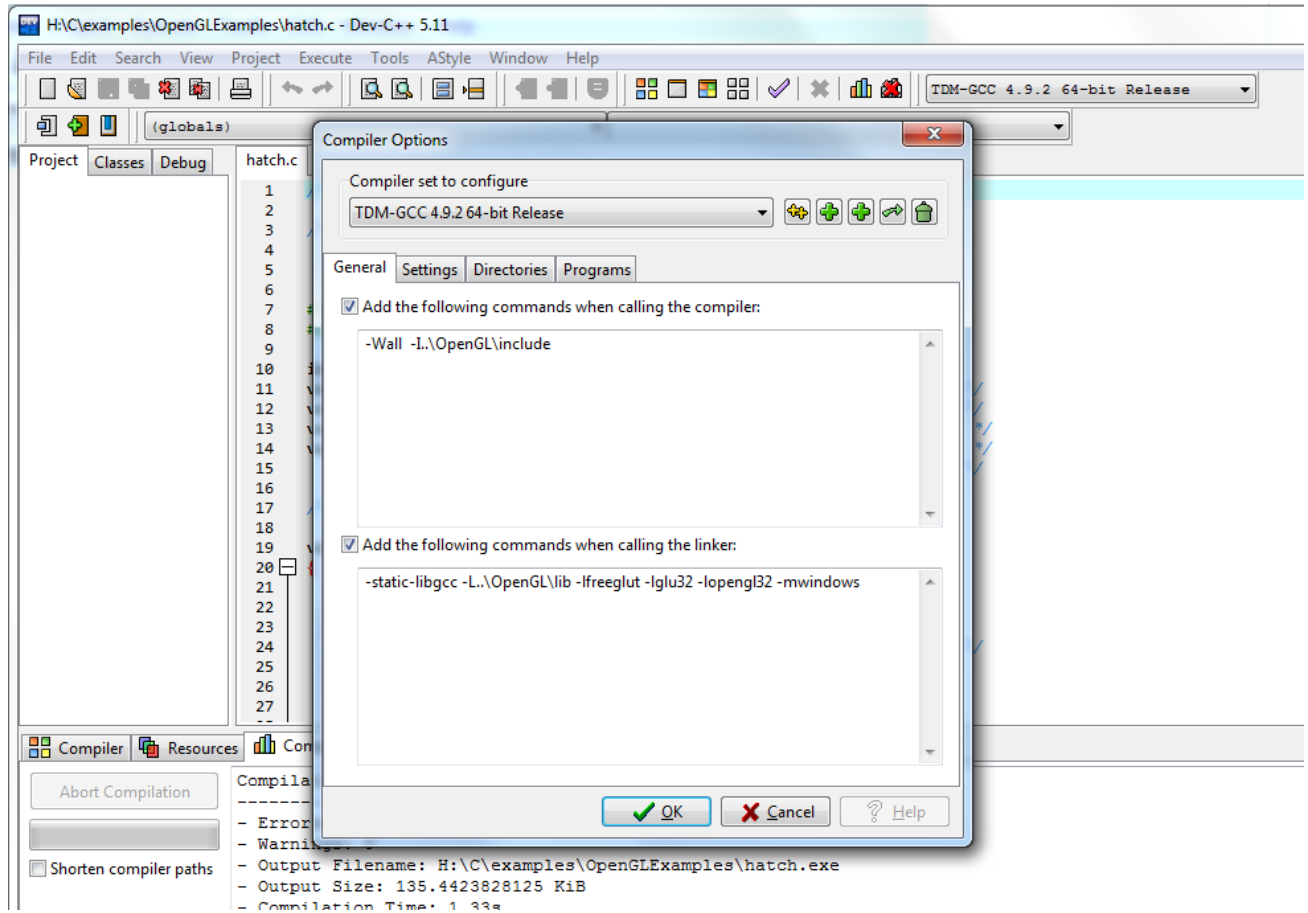 H:\C\examples\OpenGLExamples\hatch.c - Dev-C++ 5.11
File Edit Search View Project Execute Tools AStyle Window Help
TDM-GCC 4.9.2 64-bit Release
(globals)
Compiler Options
Project Classes Debug
hatch.c
Compiler set to configure
TDM-GCC 4.9.2 64-bit Release
General Settings Directories Programs
Add the following commands when calling the compiler:
-Wall -I..\OpenGL\include
Add the following commands when calling the linker:
-static-libgcc -L..\OpenGL\lib -lfreeglut -lglu32 -lopengl32 -mwindows
OK Cancel Help
1
2
3
4
5
6
7
8
9
10
11
12
13
14
15
16
17
18
19
20
21
22
23
24
25
26
27
Compiler Resources
Abort Compilation
Shorten compiler paths
- Output Filename: H:\C\examples\OpenGLExamples\hatch.exe
- Output Size: 135.4423828125 KiB
- Compilation Time: 1.33s